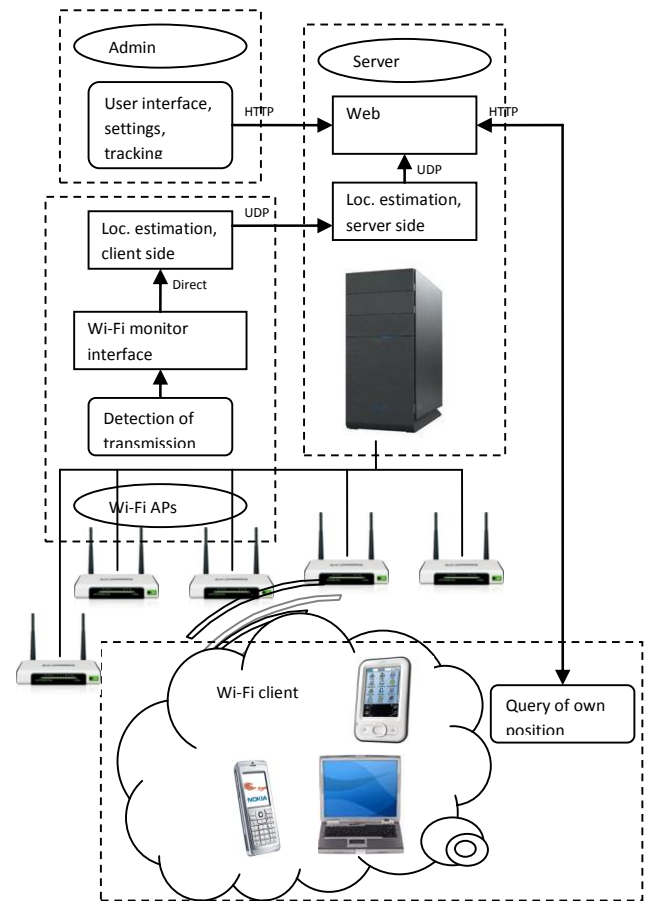 Admin
Server
User interface,
settings,
tracking
HTTP
Web
HTTP
UDP
Loc. estimation,
client side
UDP
Loc. estimation,
server side
Direct
Wi-Fi monitor
interface
Detection of
transmission
Wi-Fi APs
Wi-Fi client
Query of own
position
NOKIA